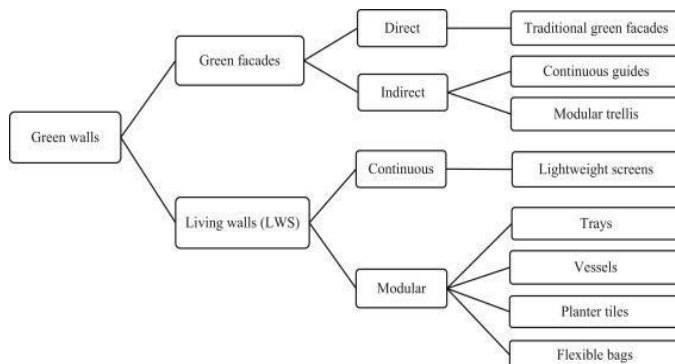 Direct
Traditional green facades
Green facades
Continuous guides
Indirect
Modular trellis
Green walls
Continuous
Lightweight screens
Living walls (LWS)
Trays
Vessels
Modular
Planter tiles
Flexible bags